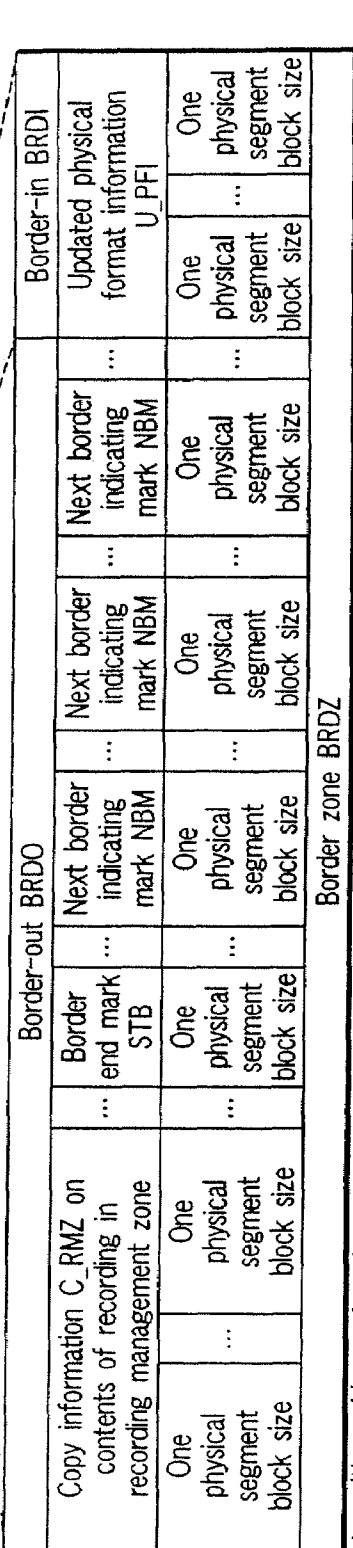 Border-out BRDO
Border-in BRDI
Copy information C_RMZ on
contents of recording in
recording management zone
...
Border
end mark
STB
...
Next border
indicating
mark NBM
...
Next border
indicating
mark NBM
...
Next border
indicating
mark NBM
...
Updated physical
format information
U_PFI
One
physical
segment
block size
...
One
physical
segment
block size
...
One
physical
segment
block size
...
One
physical
segment
block size
...
One
physical
segment
block size
...
One
physical
segment
block size
...
One
physical
segment
block size
...
One
physical
segment
block size
Border zone BRDZ